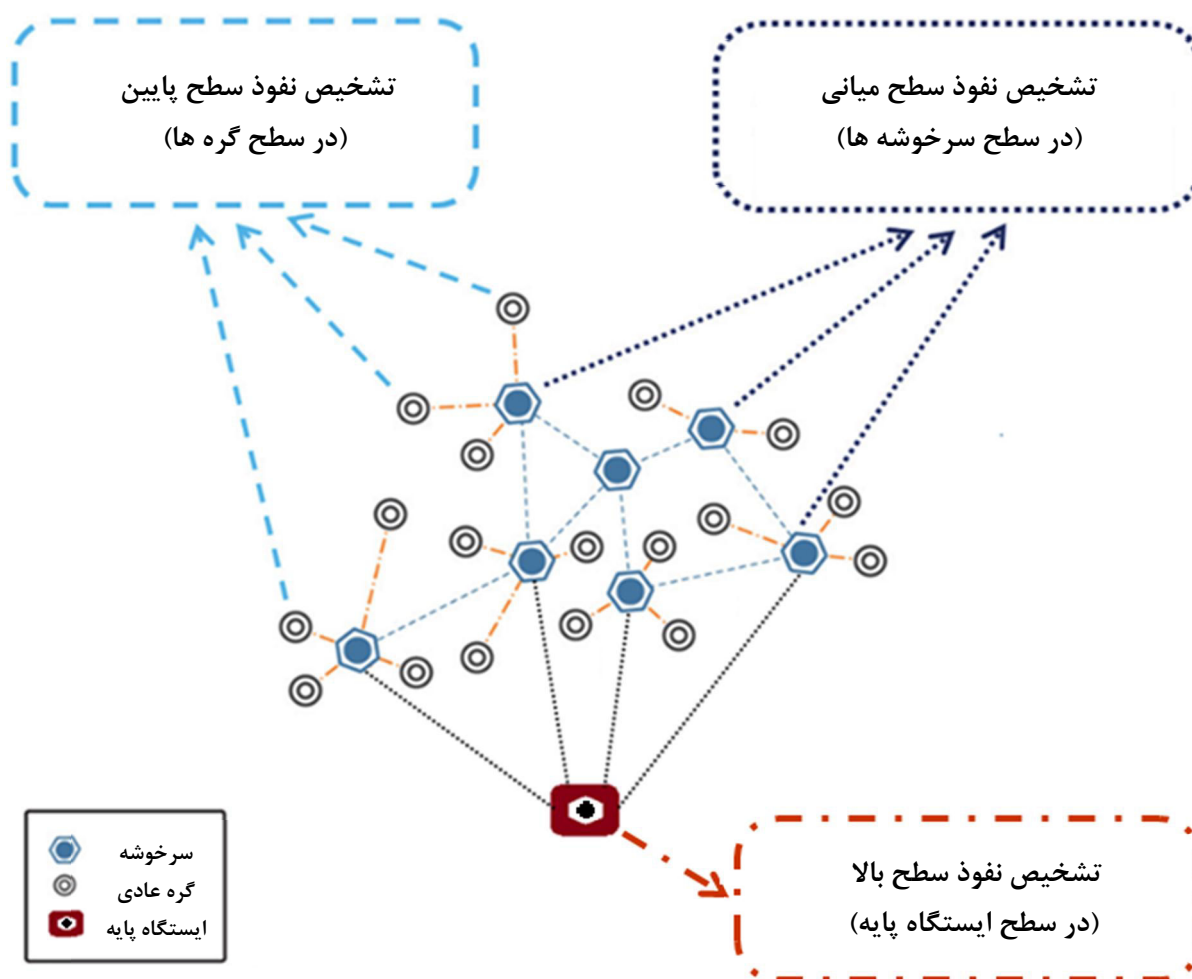 تشخیص نفوذ سطح میانی
(در سطح سرخوشه ها)
تشخیص نفوذ سطح پایین
(در سطح گره ها)
سرخوشه
گره عادی
ایستگاه پایه
تشخیص نفوذ سطح بالا
(در سطح ایستگاه پایه)